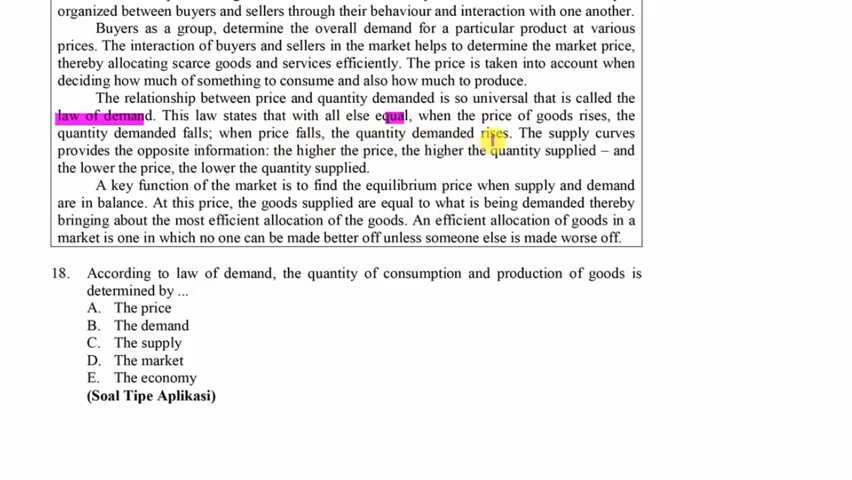 organized between buyers and sellers through their behaviour and interaction with one another.
Buyers as a group, determine the overall demand for a particular product at various
prices. The interaction of buyers and sellers in the market helps to determine the market price,
thereby allocating scarce goods and services efficiently. The price is taken into account when
deciding how much of something to consume and also how much to produce.
The relationship between price and quantity demanded is so universal that is called the
law of demand. This law states that with all else equal, when the price of goods rises, the
quantity demanded falls; when price falls, the quantity demanded rises. The supply curves
provides the opposite information: the higher the price, the higher the quantity supplied – and
the lower the price, the lower the quantity supplied.
A key function of the market is to find the equilibrium price when supply and demand
are in balance. At this price, the goods supplied are equal to what is being demanded thereby
bringing about the most efficient allocation of the goods. An efficient allocation of goods in a
market is one in which no one can be made better off unless someone else is made worse off.
18. According to law of demand, the quantity of consumption and production of goods is
determined by ...
A. The price
B. The demand
C. The supply
D. The market
E. The economy
(Soal Tipe Aplikasi)